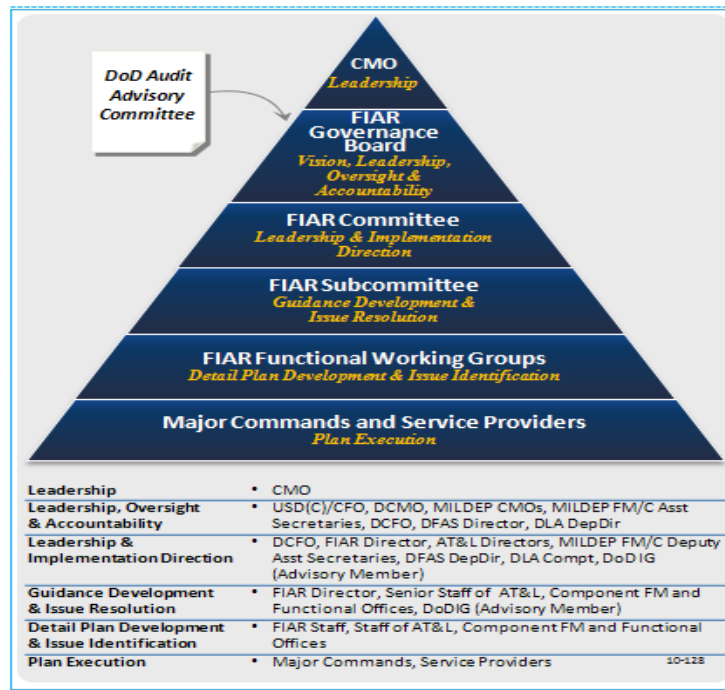 DoD Audit
Advisory
Committee
CMO
Leadership
FIAR
Governance
Board
Vision, Leadership,
Oversight &
Accountability
FIAR Committee
Leadership & Implementation
Direction
FIAR Subcommittee
Guidance Development &
Issue Resolution
FIAR Functional Working Groups
Detail Plan Development & Issue Identification
Major Commands and Service Providers
Plan Execution
Leadership • CMO
Leadership, Oversight • USD(C)/CFO, DCMO, MILDEP CMOs, MILDEP FM/C Asst
& Accountability Secretaries, DCFO, DFAS Director, DLA DepDir
Leadership & • DCFO, FIAR Director, AT&L Directors, MILDEP FM/C Deputy
Implementation Direction Asst Secretaries, DFAS DepDir, DLA Compt, DoD IG
(Advisory Member)
Guidance Development • FIAR Director, Senior Staff of AT&L, Component FM and
& Issue Resolution Functional Offices, DoDIG (Advisory Member)
Detail Plan Development • FIAR Staff, Staff of AT&L, Component FM and Functional
& Issue Identification Offices
Plan Execution • Major Commands, Service Providers 10-128